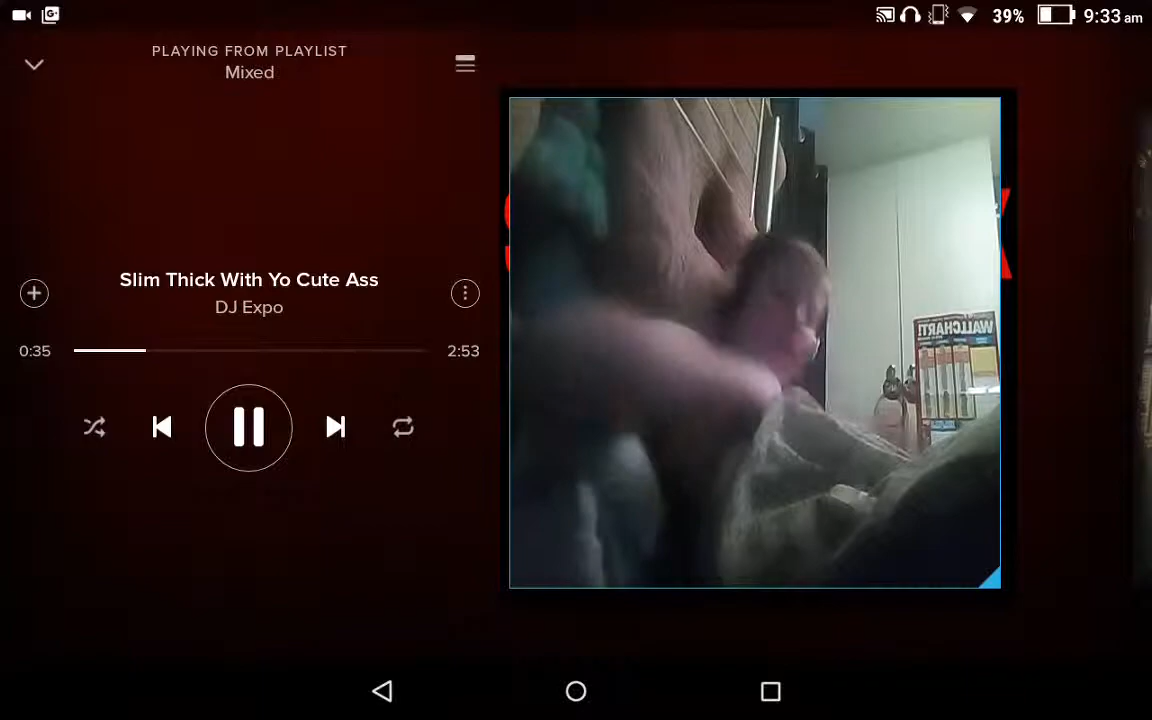 39%
9:33 am
PLAYING FROM PLAYLIST
Mixed
Slim Thick With Yo Cute Ass
DJ Expo
0:35
2:53
WALLCHART!